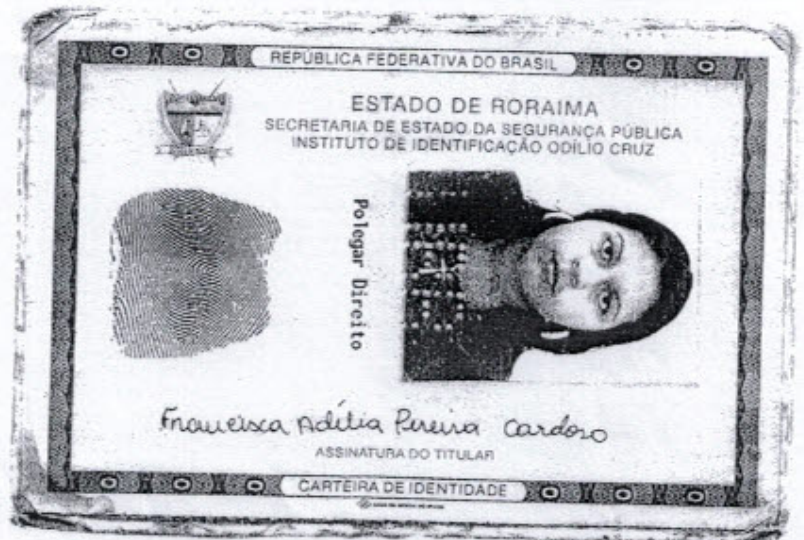 REPÚBLICA FEDERATIVA DO BRASIL
ESTADO DE RORAIMA
SECRETARIA DE ESTADO DA SEGURANÇA PÚBLICA
INSTITUTO DE IDENTIFICAÇÃO ODÍLIO CRUZ
Polegar Direito
Francisca Adília Pereira Cardoso
ASSINATURA DO TITULAR
CARTEIRA DE IDENTIDADE